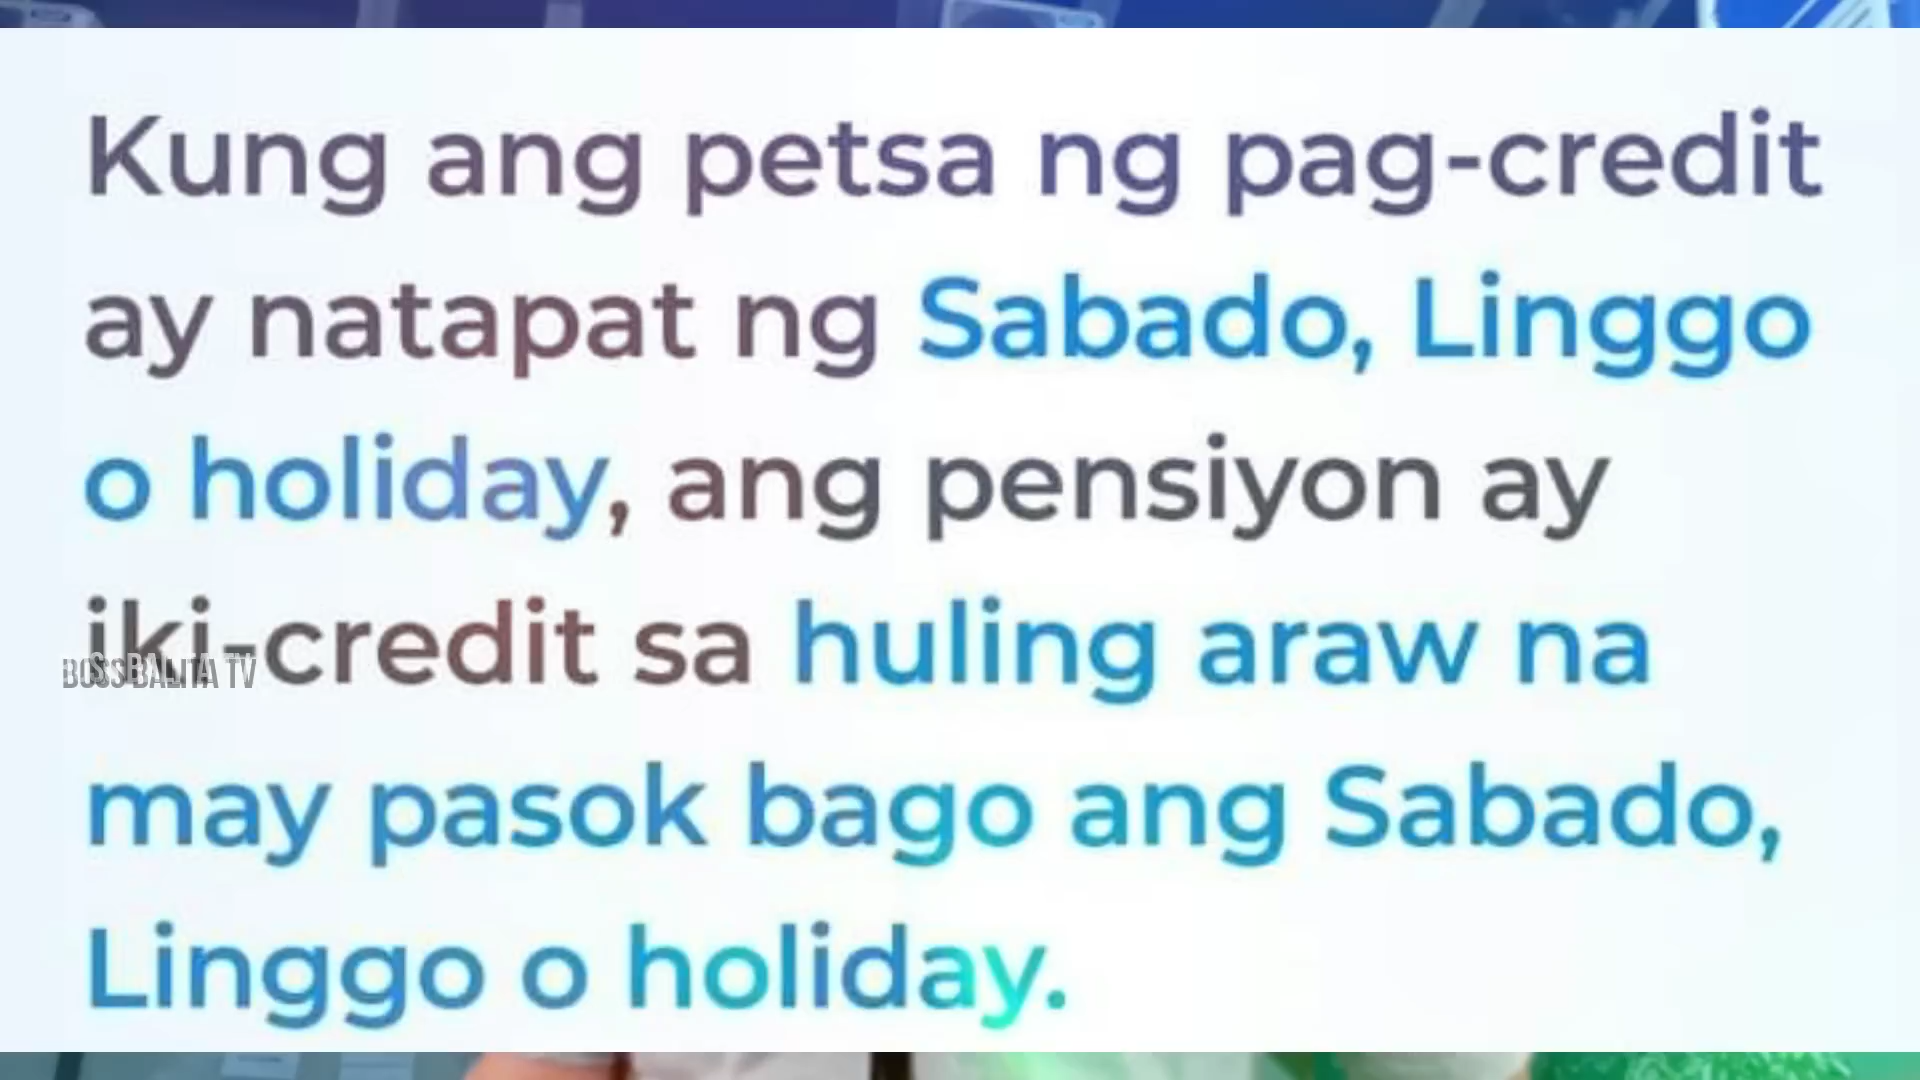 Kung ang petsa ng pag-credit
ay natapat ng Sabado, Linggo
o holiday, ang pensiyon ay
iki-credit sa huling araw na
BOSS BALITA TV
may pasok bago ang Sabado,
Linggo o holiday.